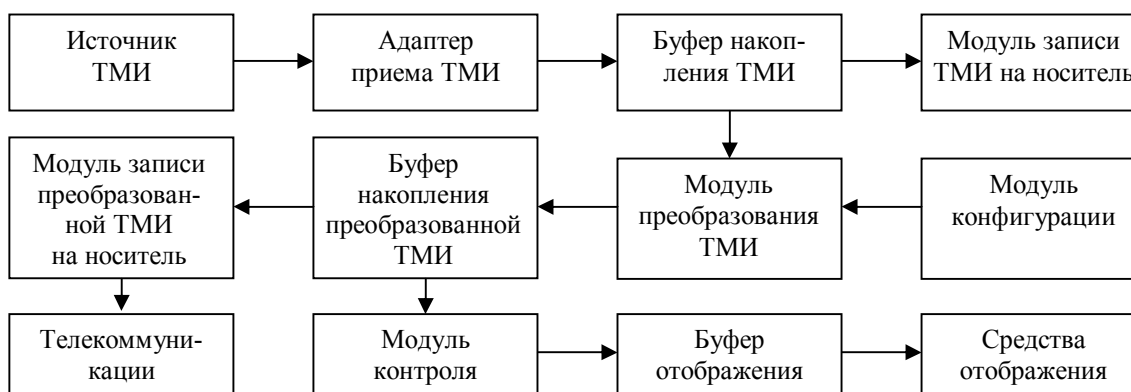 Источник
ТМИ
Адаптер
приема ТМИ
Буфер накоп-
ления ТМИ
Модуль записи
ТМИ на носитель
Модуль записи
преобразован-
ной ТМИ
на носитель
Буфер
накопления
преобразованной
ТМИ
Модуль
преобразования
ТМИ
Модуль
конфигурации
Телекоммуни-
кации
Модуль
контроля
Буфер
отображения
Средства
отображения